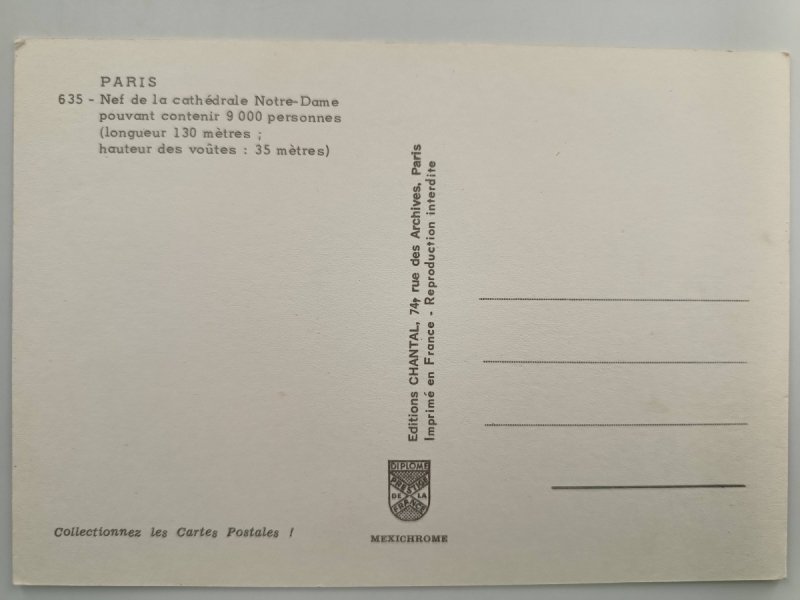 PARIS
635 - Nef de la cathédrale Notre-Dame
pouvant contenir 9 000 personnes
(longueur 130 mètres ;
hauteur des voûtes : 35 mètres)
Editions CHANTAL, 74, rue des Archives, Paris
Imprimé en France - Reproduction interdite
DIPLOME
PRESTIGE
DE LA
FRANCE
MEXICHROME
Collectionnez les Cartes Postales !